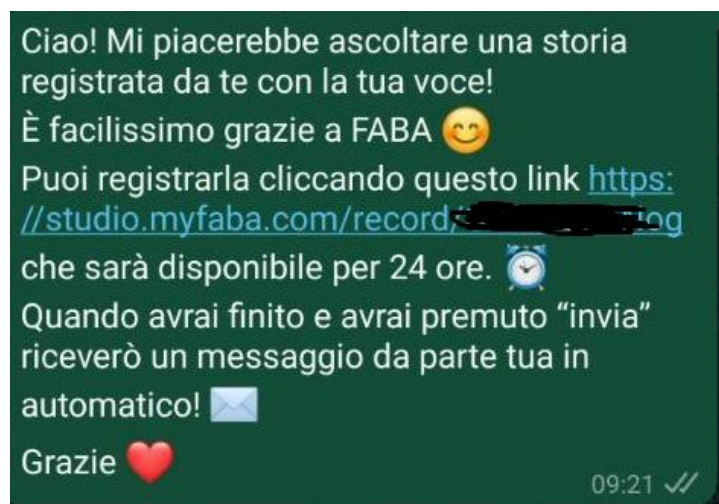 Ciao! Mi piacerebbe ascoltare una storia
registrata da te con la tua voce!
È facilissimo grazie a FABA 😊
Puoi registrarla cliccando questo link https:
//studio.myfaba.com/record/
che sarà disponibile per 24 ore. ⏰
Quando avrai finito e avrai premuto “invia”
riceverò un messaggio da parte tua in
automatico! ✉️
Grazie ❤️
09:21